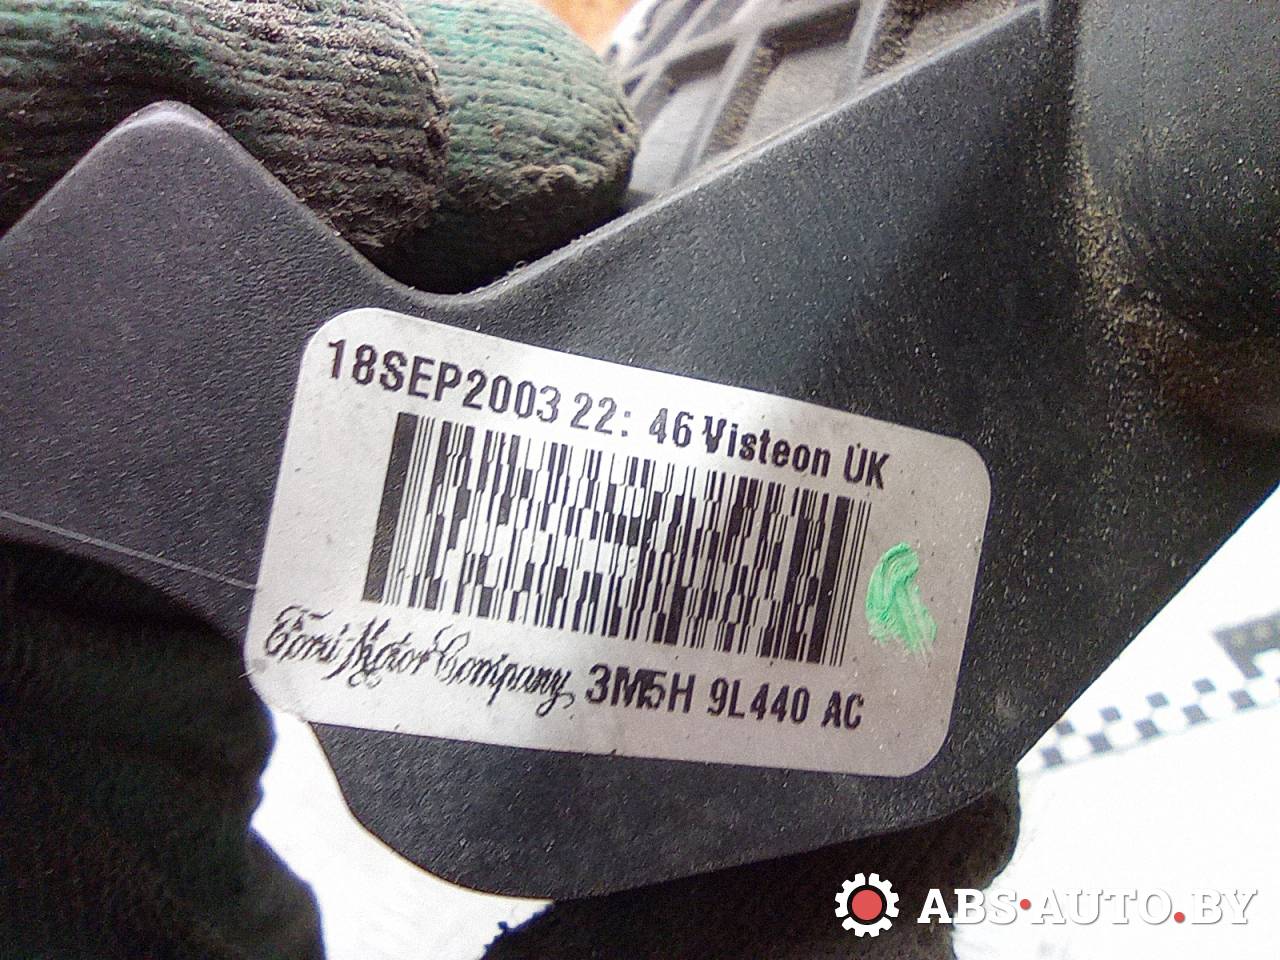 18SEP2003 22: 46 Visteon UK
Ford Motor Company, 3M5H 9L440 AC
ABS·AUTO.BY